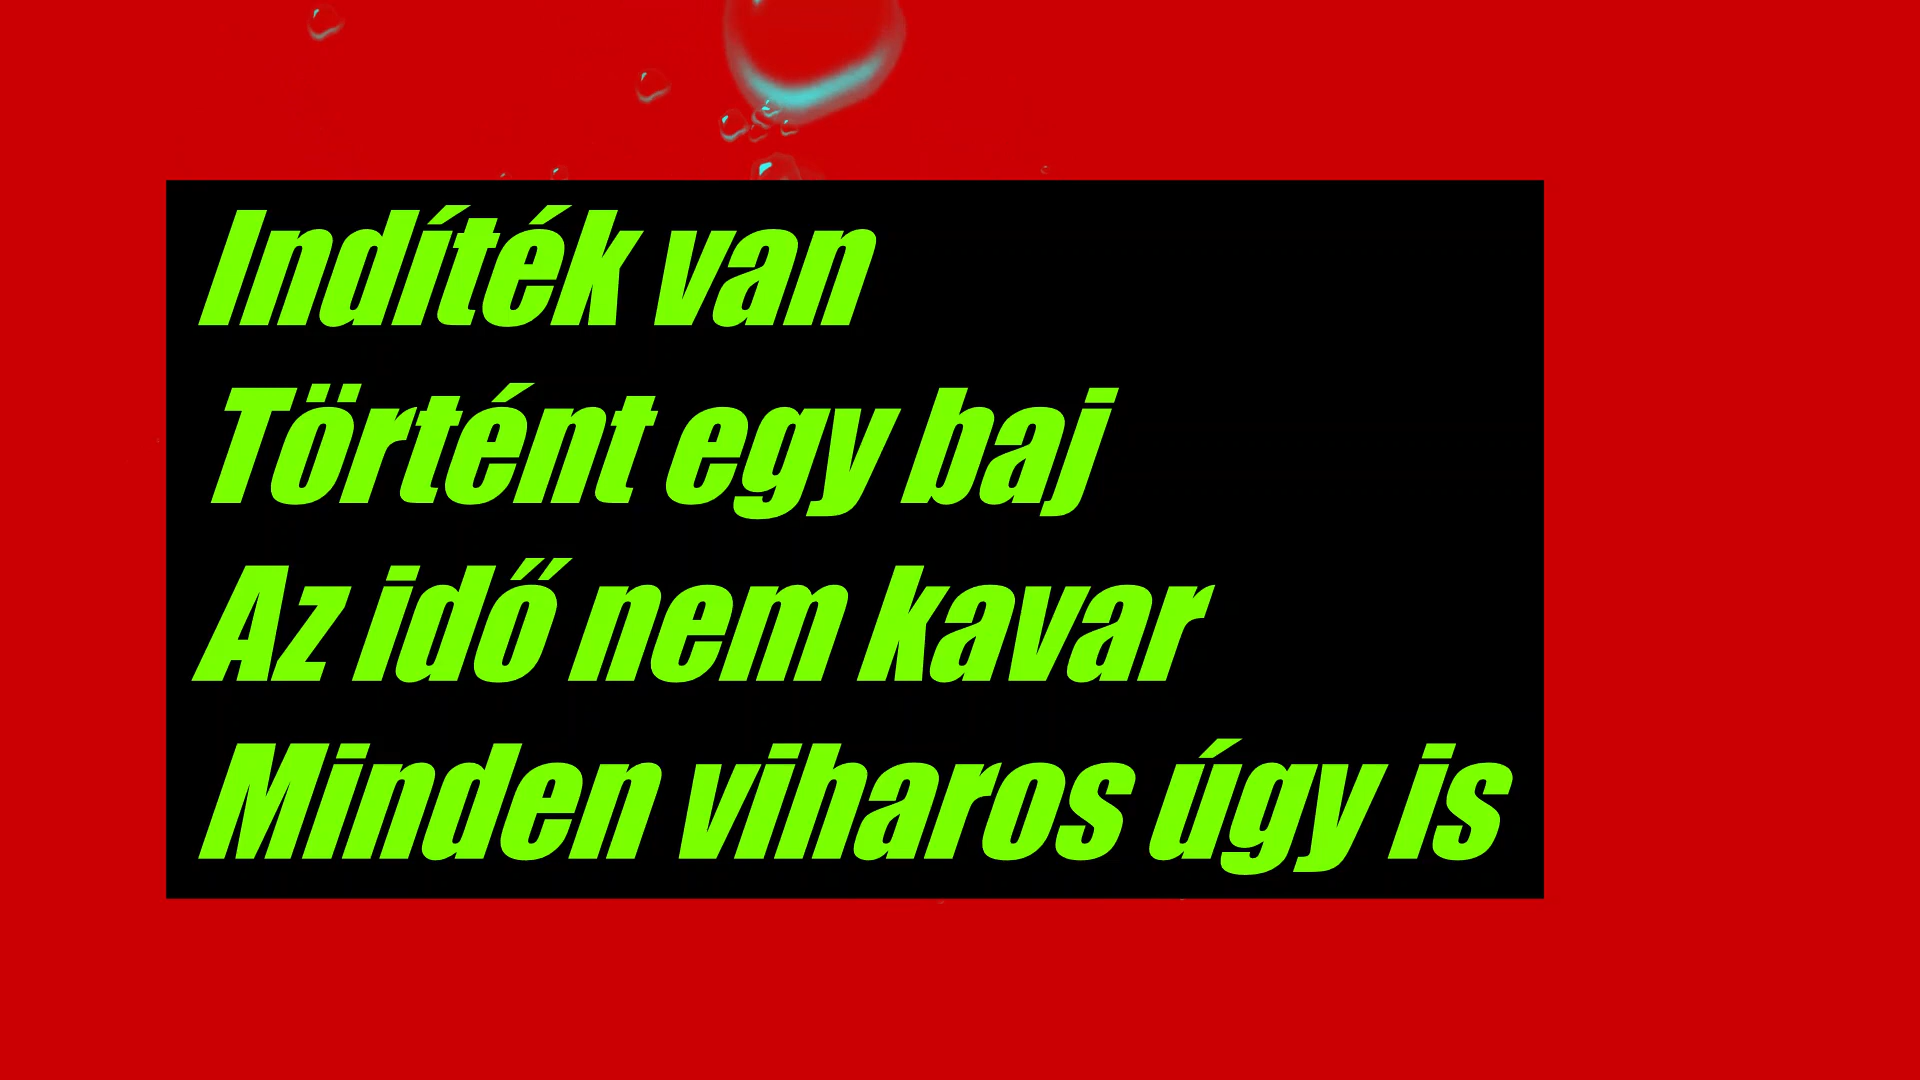 Indíték van
Történt egy baj
Az idő nem kavar
Minden viharos úgy is